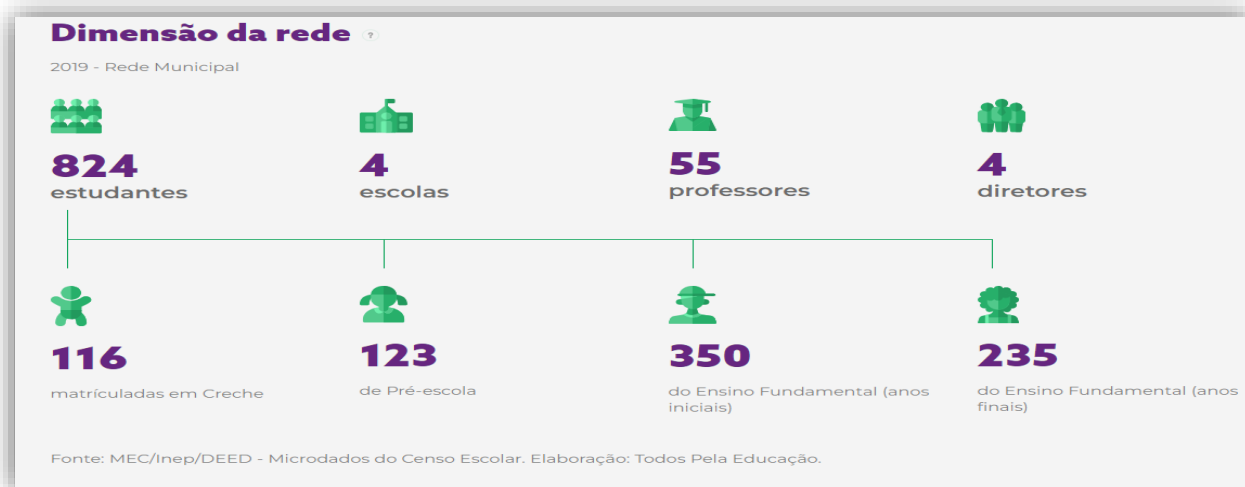 Dimensão da rede ?
2019 - Rede Municipal
824
estudantes
4
escolas
55
professores
4
diretores
116
matrículadas em Creche
123
de Pré-escola
350
do Ensino Fundamental (anos
iniciais)
235
do Ensino Fundamental (anos
finais)
Fonte: MEC/Inep/DEED - Microdados do Censo Escolar. Elaboração: Todos Pela Educação.